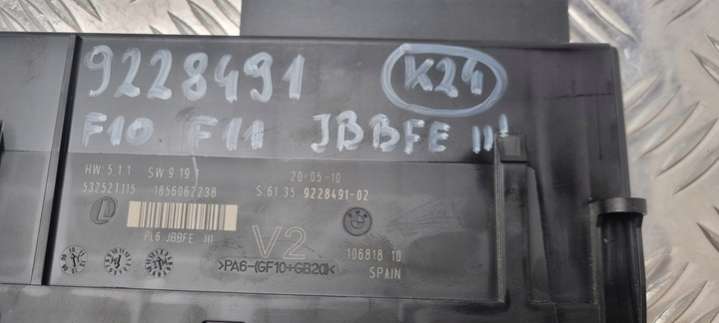 9228491 K24
F10 F11 JBBFE III
HW 5.1.1 SW 9.19.1 20-05-10
532521115 1856062238 S 61.35 9228491-02
PL6 JBBFE III
V2
106818 10
>PA6-(GF10+GB20)<
SPAIN